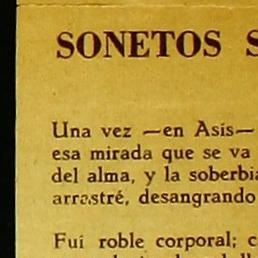 SONETOS S
Una vez —en Asís—
esa mirada que se va
del alma, y la soberbia
arrastré, desangrando
Fuí roble corporal; c